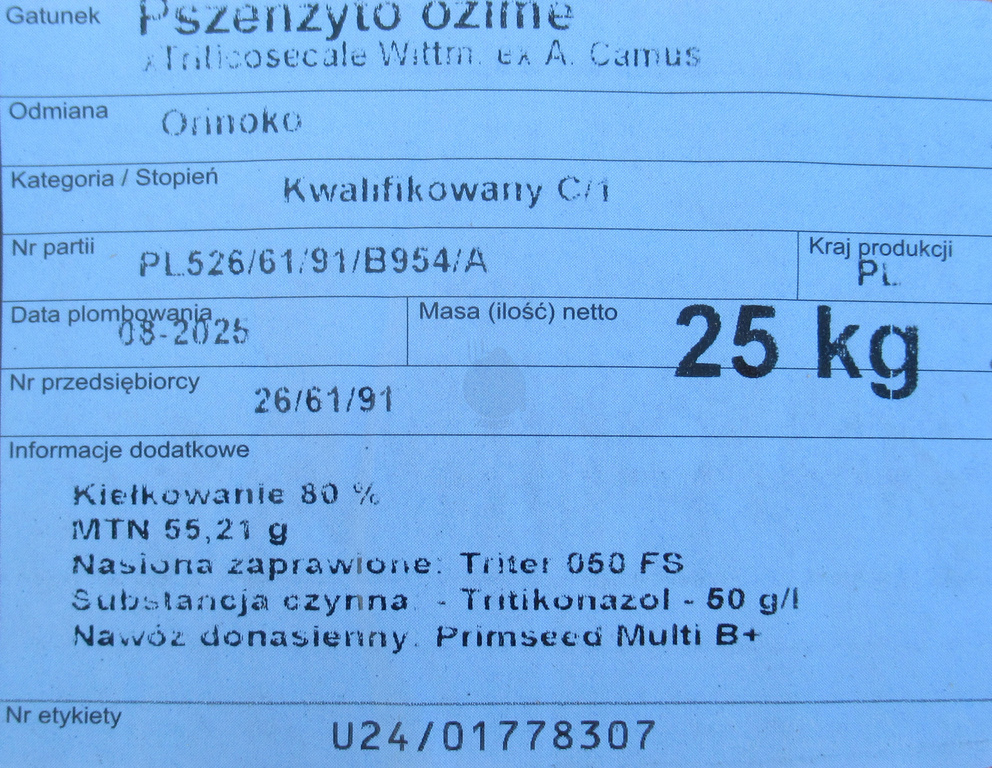 Gatunek Pszenżyto ozime
xTriticosecale Wittm. ex A. Camus
Odmiana Orinoko
Kategoria / Stopień Kwalifikowany C/1
Nr partii PL526/61/91/B954/A Kraj produkcji PL
Data plombowania 08-2025 Masa (ilość) netto 25 kg
Nr przedsiębiorcy 26/61/91
Informacje dodatkowe
Kiełkowanie 80 %
MTN 55,21 g
Nasiona zaprawione: Triter 050 FS
Substancja czynna: - Tritikonazol - 50 g/l
Nawóz donasienny: Primseed Multi B+
Nr etykiety U24/01778307